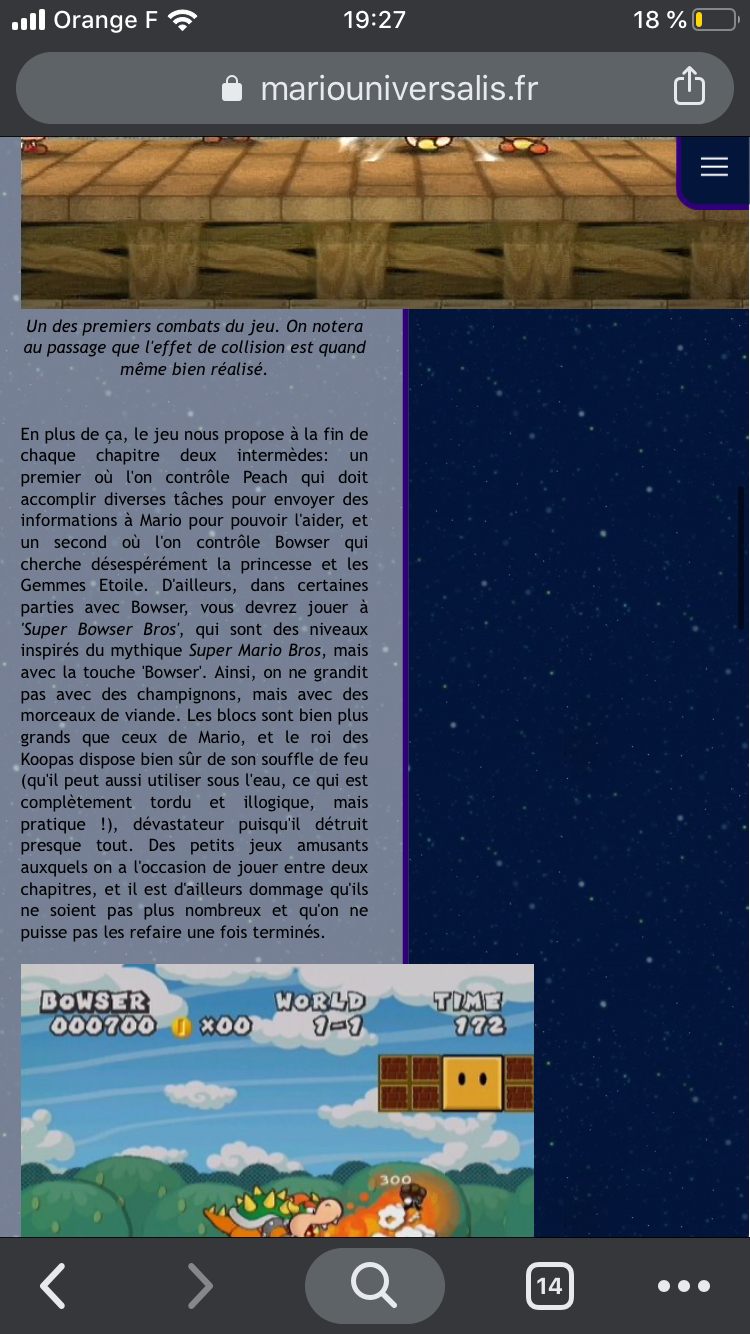 Orange F
19:27
18 %
mariouniversalis.fr
Un des premiers combats du jeu. On notera
au passage que l'effet de collision est quand
même bien réalisé.
En plus de ça, le jeu nous propose à la fin de
chaque chapitre deux intermèdes: un
premier où l'on contrôle Peach qui doit
accomplir diverses tâches pour envoyer des
informations à Mario pour pouvoir l'aider, et
un second où l'on contrôle Bowser qui
cherche désespérément la princesse et les
Gemmes Etoile. D'ailleurs, dans certaines
parties avec Bowser, vous devrez jouer à
'Super Bowser Bros', qui sont des niveaux
inspirés du mythique Super Mario Bros, mais
avec la touche 'Bowser'. Ainsi, on ne grandit
pas avec des champignons, mais avec des
morceaux de viande. Les blocs sont bien plus
grands que ceux de Mario, et le roi des
Koopas dispose bien sûr de son souffle de feu
(qu'il peut aussi utiliser sous l'eau, ce qui est
complètement tordu et illogique, mais
pratique !), dévastateur puisqu'il détruit
presque tout. Des petits jeux amusants
auxquels on a l'occasion de jouer entre deux
chapitres, et il est d'ailleurs dommage qu'ils
ne soient pas plus nombreux et qu'on ne
puisse pas les refaire une fois terminés.
BOWSER WORLD TIME
000700 x00 1-1 172
300
14